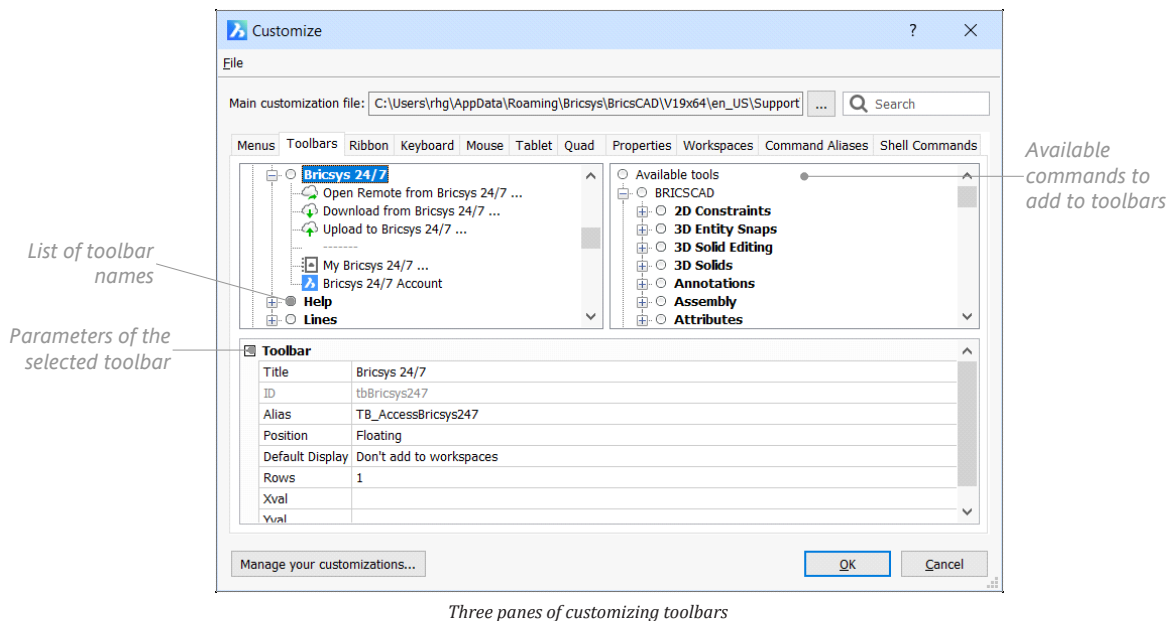 Customize
?
File
Main customization file: C:\Users\rhg\AppData\Roaming\Bricsys\BricsCAD\V19x64\en_US\Support ... Search
Menus Toolbars Ribbon Keyboard Mouse Tablet Quad Properties Workspaces Command Aliases Shell Commands
Bricsys 24/7
Open Remote from Bricsys 24/7 ...
Download from Bricsys 24/7 ...
Upload to Bricsys 24/7 ...
-------
My Bricsys 24/7 ...
Bricsys 24/7 Account
Help
Lines
Available tools
BRICSCAD
2D Constraints
3D Entity Snaps
3D Solid Editing
3D Solids
Annotations
Assembly
Attributes
Available
commands to
add to toolbars
List of toolbar
names
Parameters of the
selected toolbar
Toolbar
Title Bricsys 24/7
ID tbBricsys247
Alias TB_AccessBricsys247
Position Floating
Default Display Don't add to workspaces
Rows 1
Xval
Yval
Manage your customizations...
OK
Cancel
Three panes of customizing toolbars